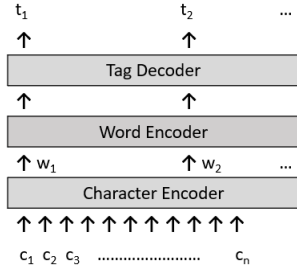 t₁ t₂ ...
Tag Decoder
Word Encoder
w₁ w₂ ...
Character Encoder
c₁ c₂ c₃ ........................ cₙ